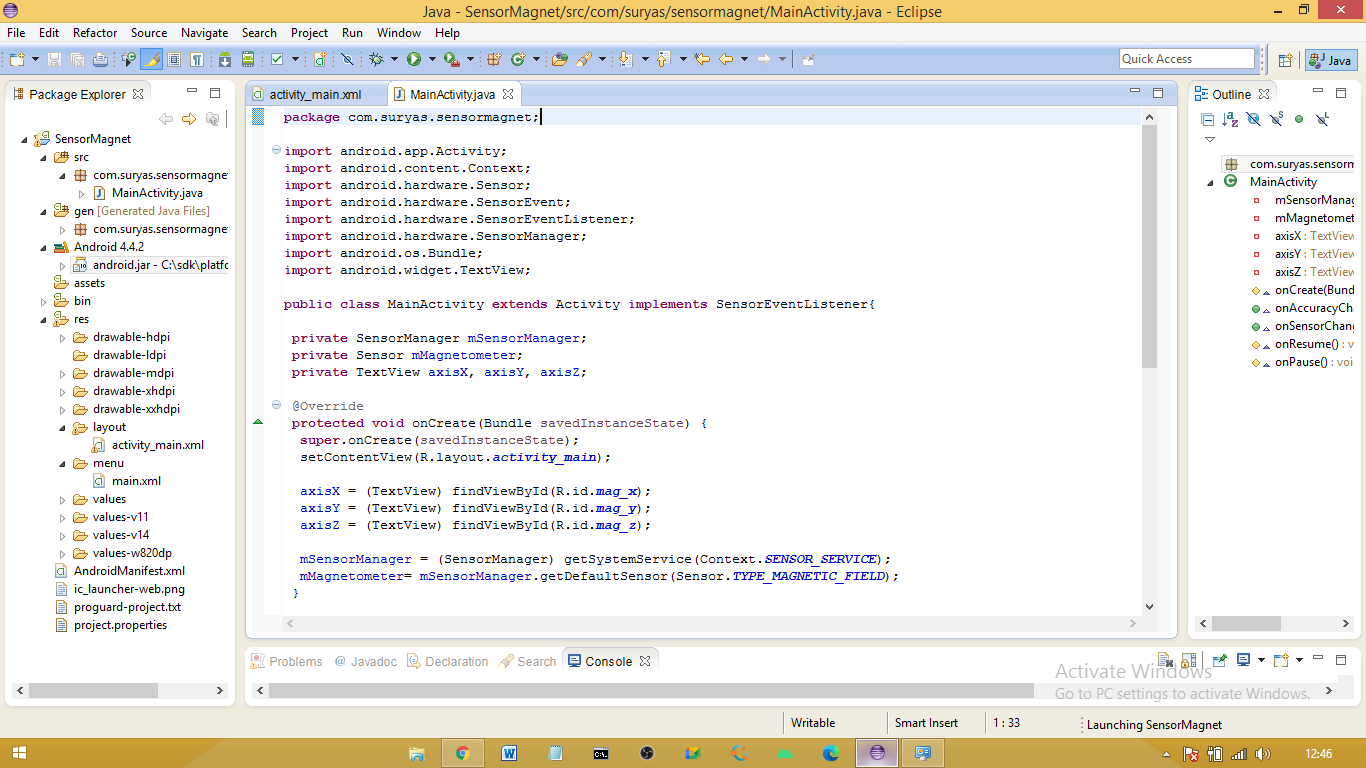 Java - SensorMagnet/src/com/suryas/sensormagnet/MainActivity.java - Eclipse
File Edit Refactor Source Navigate Search Project Run Window Help
Quick Access
Java
Package Explorer
SensorMagnet
src
com.suryas.sensormagne
MainActivity.java
gen [Generated Java Files]
com.suryas.sensormagne
Android 4.4.2
android.jar - C:\sdk\platfo
assets
bin
res
drawable-hdpi
drawable-ldpi
drawable-mdpi
drawable-xhdpi
drawable-xxhdpi
layout
activity_main.xml
menu
main.xml
values
values-v11
values-v14
values-w820dp
AndroidManifest.xml
ic_launcher-web.png
proguard-project.txt
project.properties
activity_main.xml
MainActivity.java
package com.suryas.sensormagnet;
import android.app.Activity;
import android.content.Context;
import android.hardware.Sensor;
import android.hardware.SensorEvent;
import android.hardware.SensorEventListener;
import android.hardware.SensorManager;
import android.os.Bundle;
import android.widget.TextView;
public class MainActivity extends Activity implements SensorEventListener{
private SensorManager mSensorManager;
private Sensor mMagnetometer;
private TextView axisX, axisY, axisZ;
@Override
protected void onCreate(Bundle savedInstanceState) {
super.onCreate(savedInstanceState);
setContentView(R.layout.activity_main);
axisX = (TextView) findViewById(R.id.mag_x);
axisY = (TextView) findViewById(R.id.mag_y);
axisZ = (TextView) findViewById(R.id.mag_z);
mSensorManager = (SensorManager) getSystemService(Context.SENSOR_SERVICE);
mMagnetometer= mSensorManager.getDefaultSensor(Sensor.TYPE_MAGNETIC_FIELD);
}
Outline
com.suryas.sensorm
MainActivity
mSensorManag
mMagnetomet
axisX : TextView
axisY : TextView
axisZ : TextView
onCreate(Bund
onAccuracyCh
onSensorChang
onResume() : v
onPause() : voi
Problems @ Javadoc Declaration Search Console
Activate Windows
Go to PC settings to activate Windows.
Writable Smart Insert 1 : 33 Launching SensorMagnet
12:46